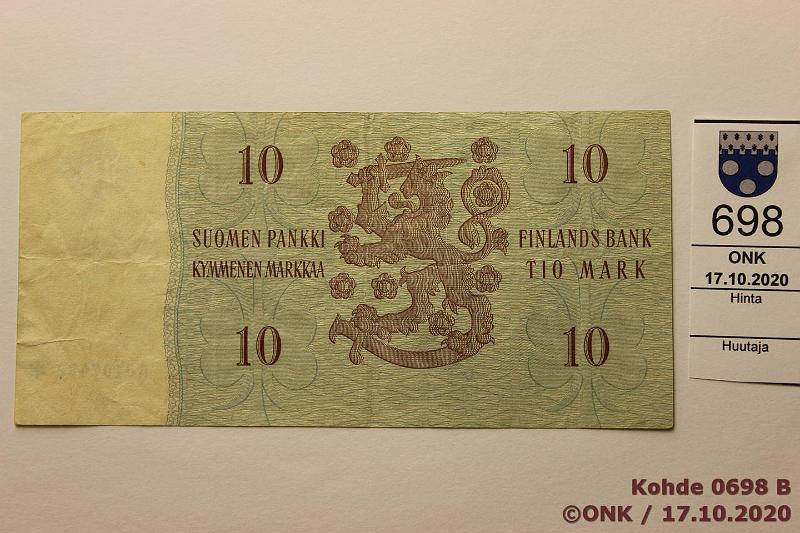 10
10
SUOMEN PANKKI
KYMMENEN MARKKAA
FINLANDS BANK
TIO MARK
10
10
698
ONK
17.10.2020
Hinta
Huutaja
Kohde 0698 B
©ONK / 17.10.2020